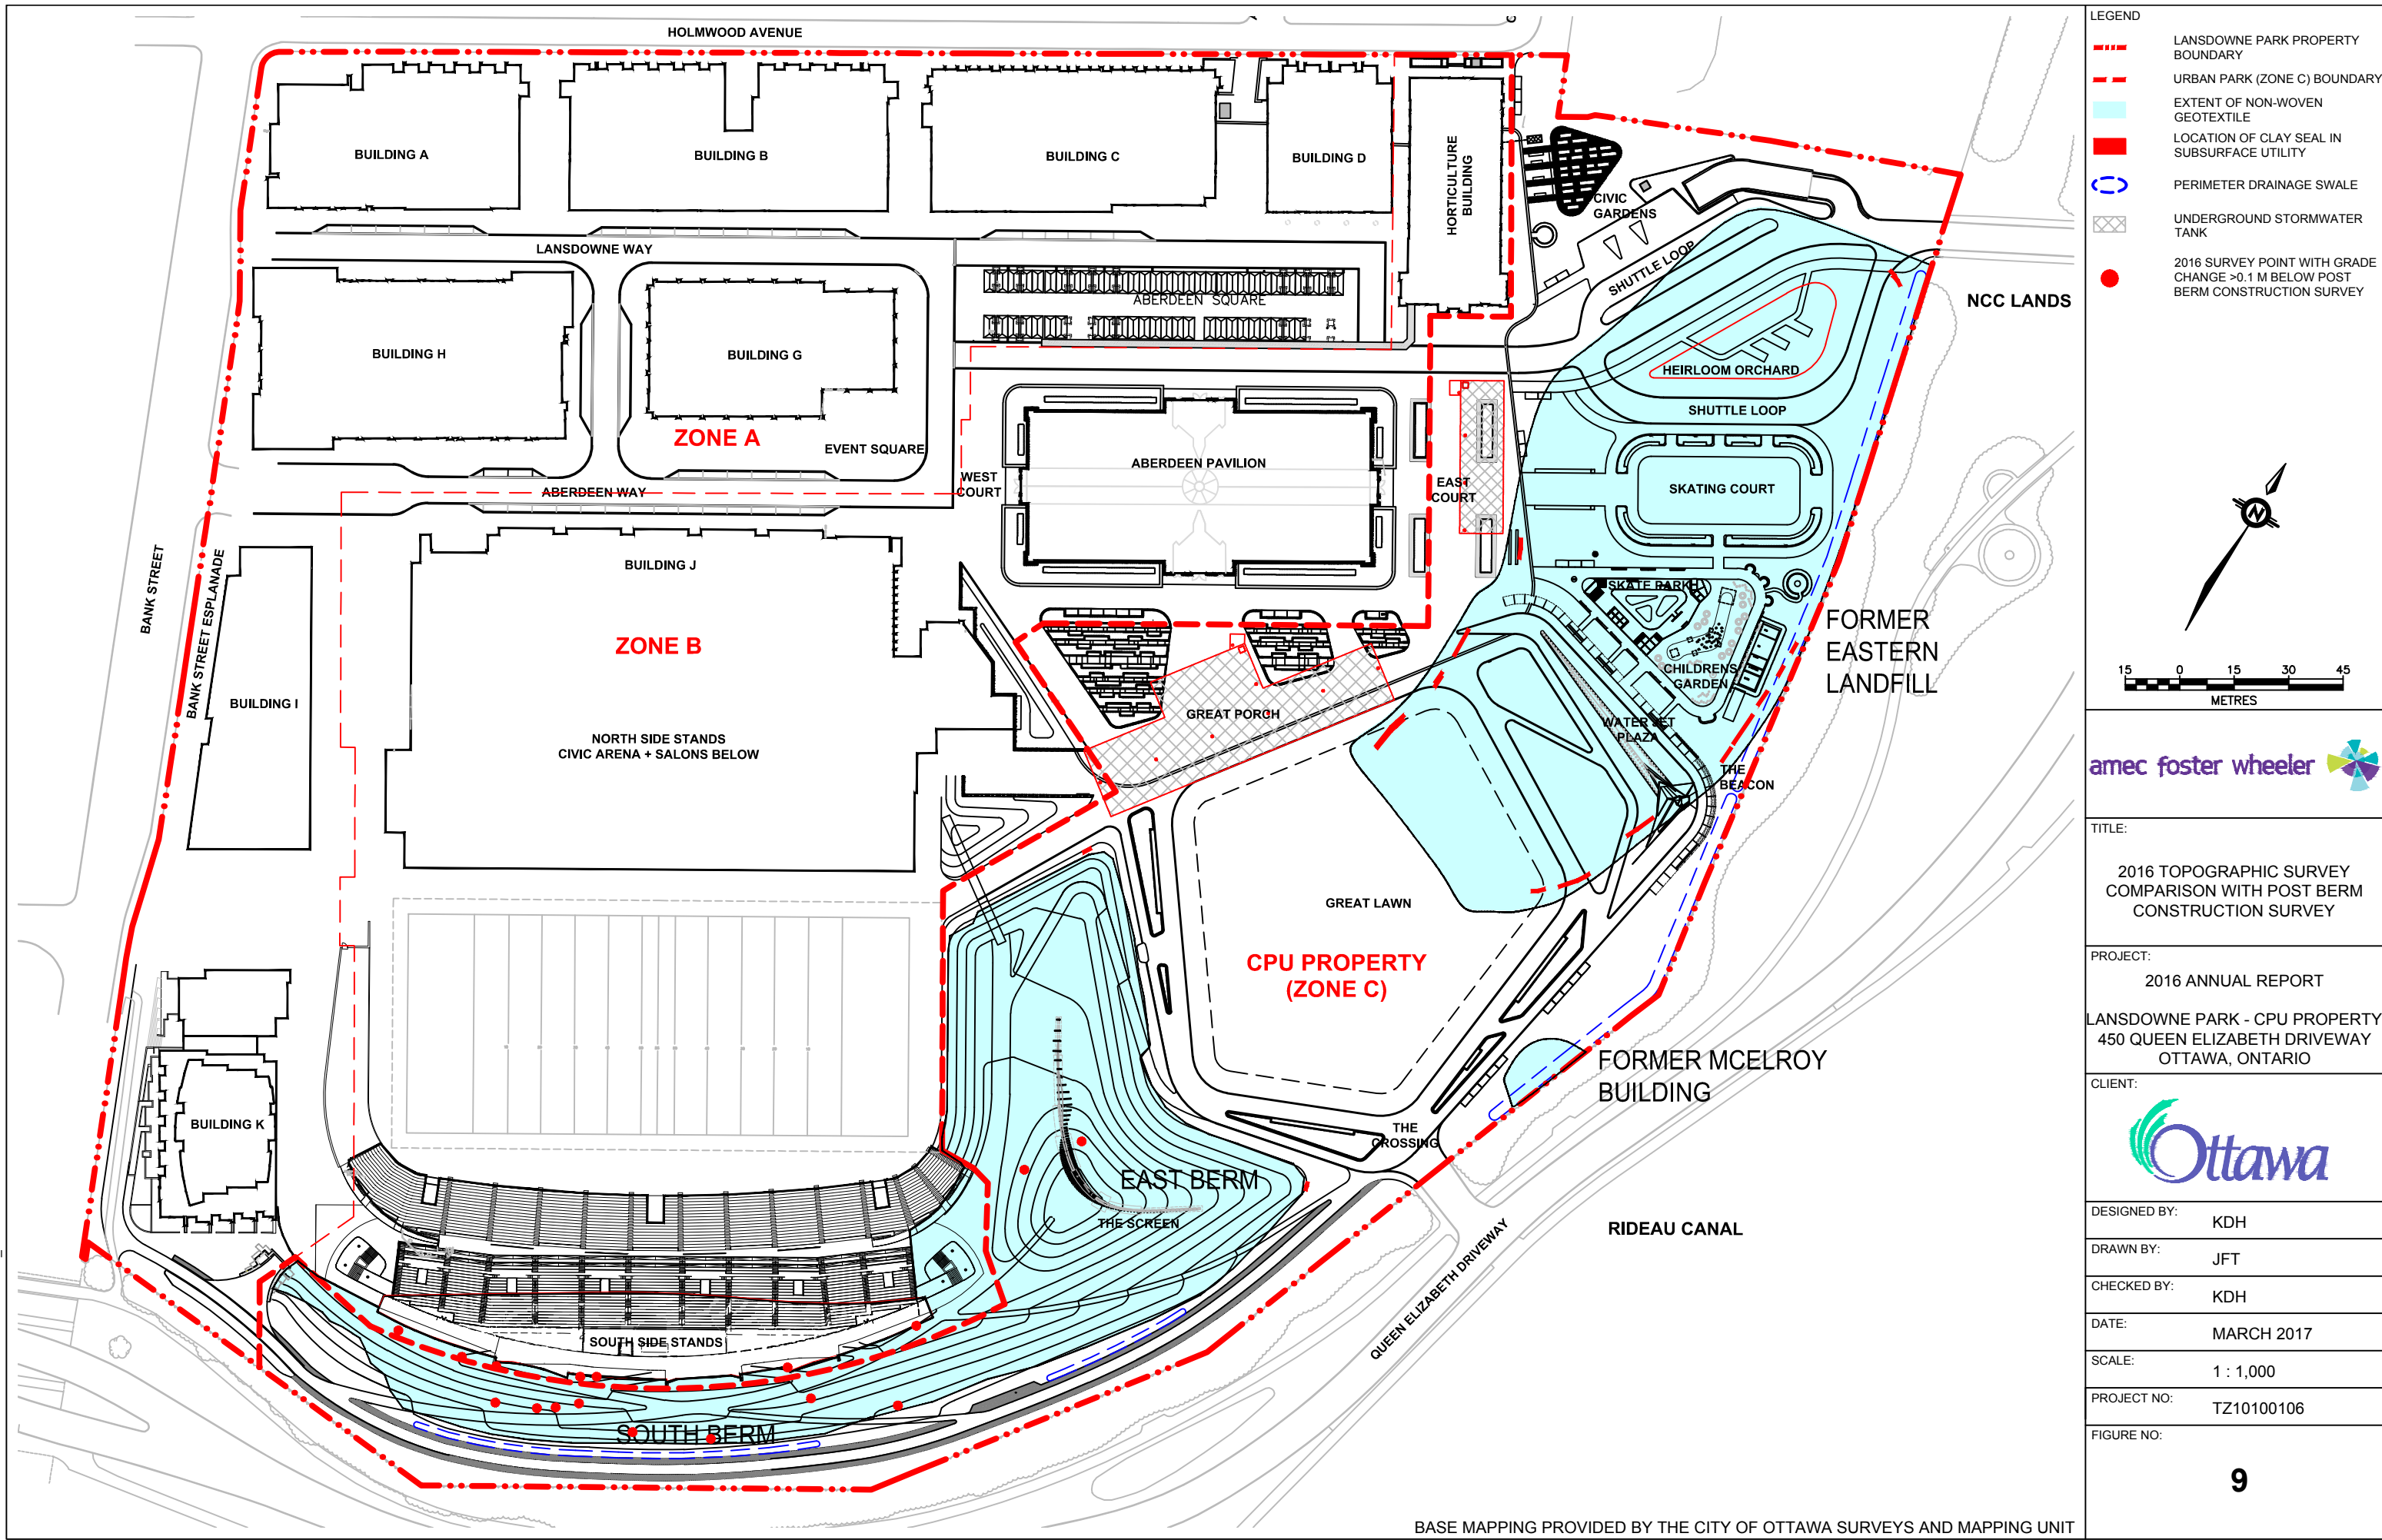 HOLMWOOD AVENUE
BUILDING A
BUILDING B
BUILDING C
BUILDING D
HORTICULTURE
BUILDING
CIVIC
GARDENS
LANSDOWNE WAY
SHUTTLE LOOP
ABERDEEN SQUARE
NCC LANDS
BUILDING H
BUILDING G
HEIRLOOM ORCHARD
SHUTTLE LOOP
ZONE A
EVENT SQUARE
ABERDEEN PAVILION
WEST
COURT
EAST
COURT
SKATING COURT
ABERDEEN WAY
BANK STREET
BANK STREET ESPLANADE
BUILDING J
SKATE PARK
ZONE B
FORMER
EASTERN
LANDFILL
CHILDRENS
GARDEN
BUILDING I
GREAT PORCH
WATER JET
PLAZA
NORTH SIDE STANDS
CIVIC ARENA + SALONS BELOW
THE
BEACON
GREAT LAWN
CPU PROPERTY
(ZONE C)
FORMER MCELROY
BUILDING
BUILDING K
THE
CROSSING
EAST BERM
THE SCREEN
RIDEAU CANAL
QUEEN ELIZABETH DRIVEWAY
SOUTH SIDE STANDS
SOUTH BERM
BASE MAPPING PROVIDED BY THE CITY OF OTTAWA SURVEYS AND MAPPING UNIT
LEGEND
LANSDOWNE PARK PROPERTY
BOUNDARY
URBAN PARK (ZONE C) BOUNDARY
EXTENT OF NON-WOVEN
GEOTEXTILE
LOCATION OF CLAY SEAL IN
SUBSURFACE UTILITY
PERIMETER DRAINAGE SWALE
UNDERGROUND STORMWATER
TANK
2016 SURVEY POINT WITH GRADE
CHANGE >0.1 M BELOW POST
BERM CONSTRUCTION SURVEY
N
15 0 15 30 45
METRES
amec foster wheeler
TITLE:
2016 TOPOGRAPHIC SURVEY
COMPARISON WITH POST BERM
CONSTRUCTION SURVEY
PROJECT:
2016 ANNUAL REPORT
LANSDOWNE PARK - CPU PROPERTY
450 QUEEN ELIZABETH DRIVEWAY
OTTAWA, ONTARIO
CLIENT:
Ottawa
DESIGNED BY:
KDH
DRAWN BY:
JFT
CHECKED BY:
KDH
DATE:
MARCH 2017
SCALE:
1 : 1,000
PROJECT NO:
TZ10100106
FIGURE NO:
9